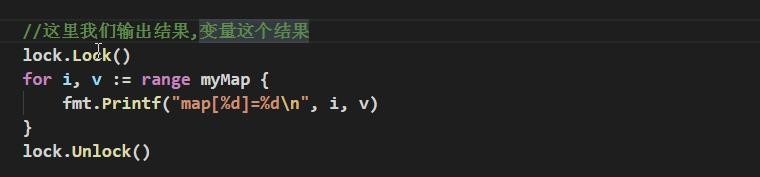 //这里我们输出结果,变量这个结果
lock.Lock()
for i, v := range myMap {
    fmt.Printf("map[%d]=%d\n", i, v)
}
lock.Unlock()